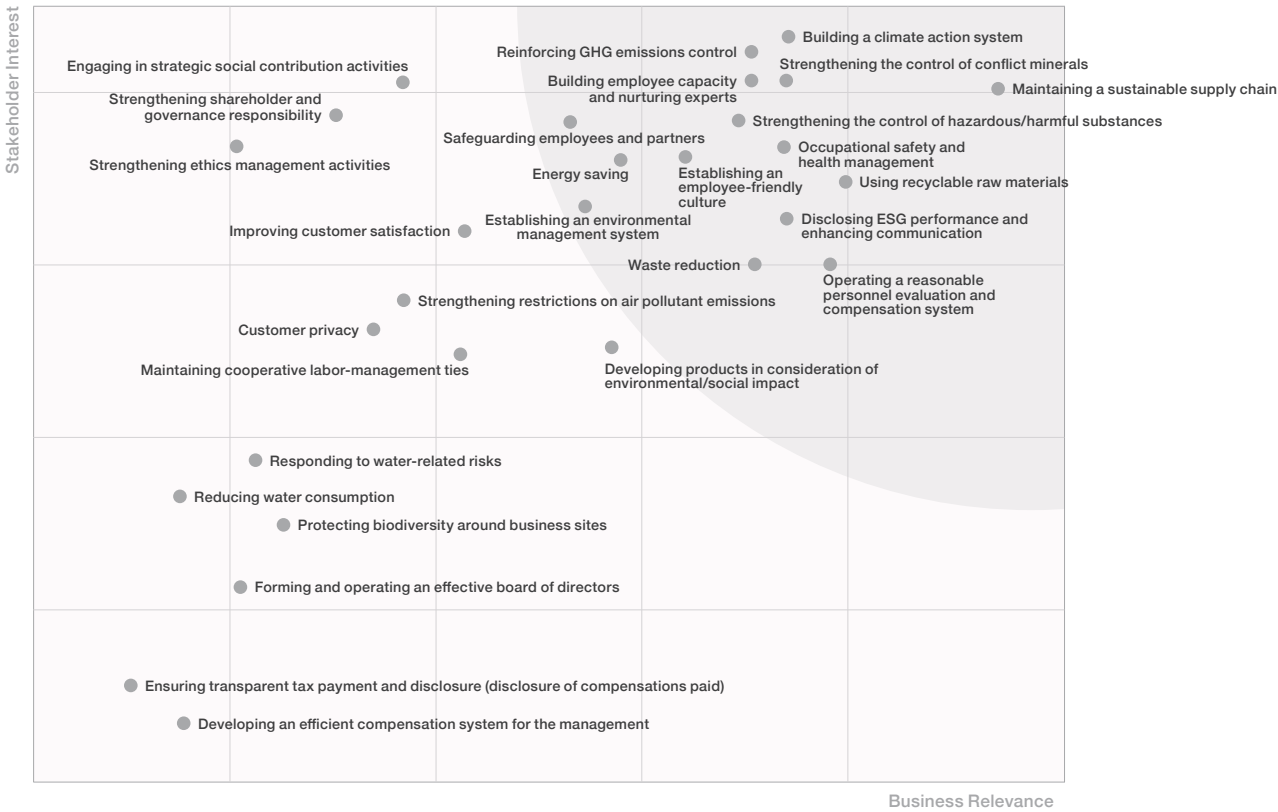 Stakeholder Interest
Building a climate action system
Reinforcing GHG emissions control
Strengthening the control of conflict minerals
Engaging in strategic social contribution activities
Building employee capacity
and nurturing experts
Maintaining a sustainable supply chain
Strengthening shareholder and
governance responsibility
Strengthening the control of hazardous/harmful substances
Safeguarding employees and partners
Occupational safety and
health management
Strengthening ethics management activities
Energy saving
Establishing an
employee-friendly
culture
Using recyclable raw materials
Establishing an environmental
management system
Disclosing ESG performance and
enhancing communication
Improving customer satisfaction
Waste reduction
Operating a reasonable
personnel evaluation and
compensation system
Strengthening restrictions on air pollutant emissions
Customer privacy
Maintaining cooperative labor-management ties
Developing products in consideration of
environmental/social impact
Responding to water-related risks
Reducing water consumption
Protecting biodiversity around business sites
Forming and operating an effective board of directors
Ensuring transparent tax payment and disclosure (disclosure of compensations paid)
Developing an efficient compensation system for the management
Business Relevance